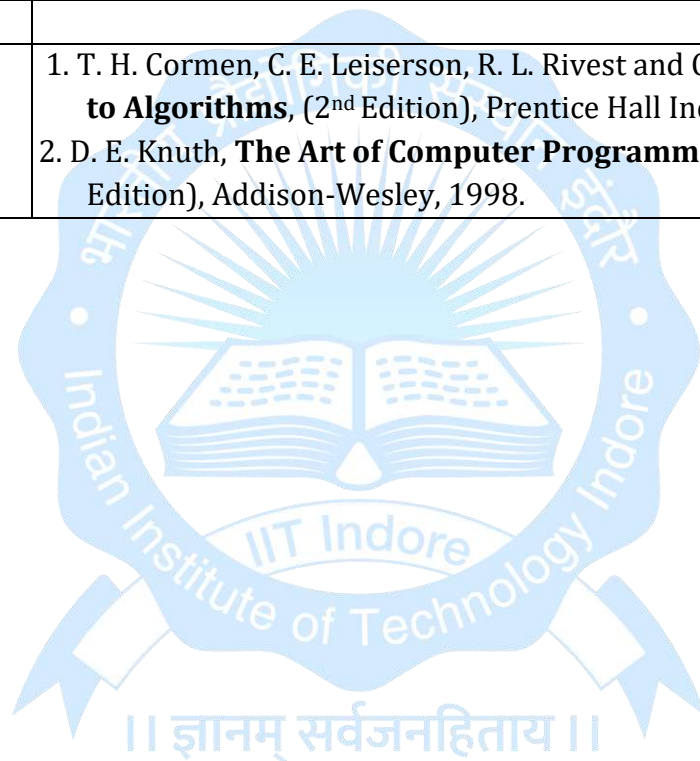 1. T. H. Cormen, C. E. Leiserson, R. L. Rivest and
to Algorithms, (2nd Edition), Prentice Hall
2. D. E. Knuth, The Art of Computer
Edition), Addison-Wesley, 1998.
भारतीय प्रौद्योगिकी संस्थान इंदौर
Indian Institute of Technology Indore
IIT Indore
।। ज्ञानम् सर्वजनहिताय ।।